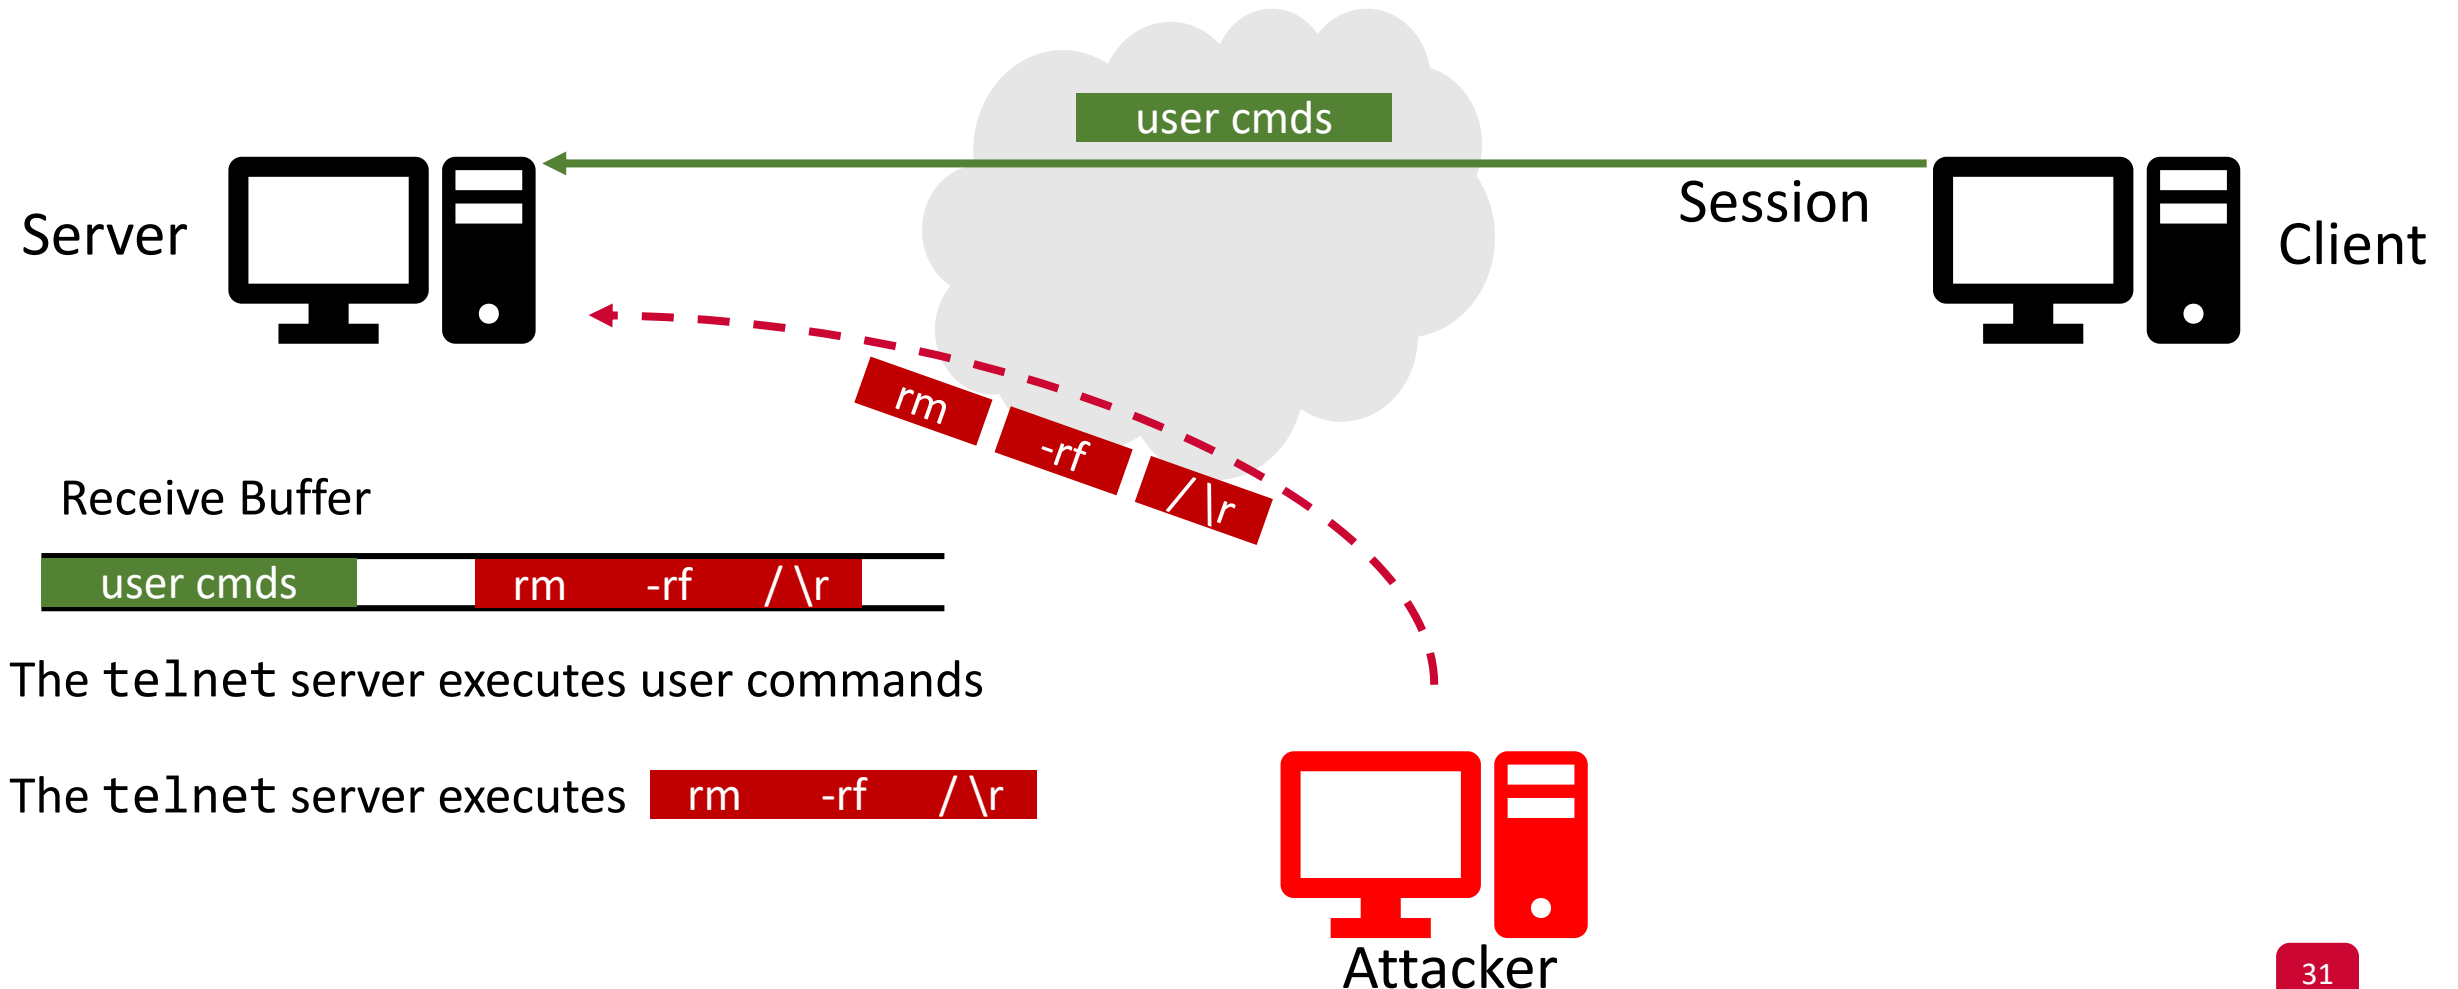 user cmds
Session
Server
Client
rm
-rf
/ \r
Receive Buffer
user cmds
rm -rf / \r
The telnet server executes user commands
The telnet server executes rm -rf / \r
Attacker
31